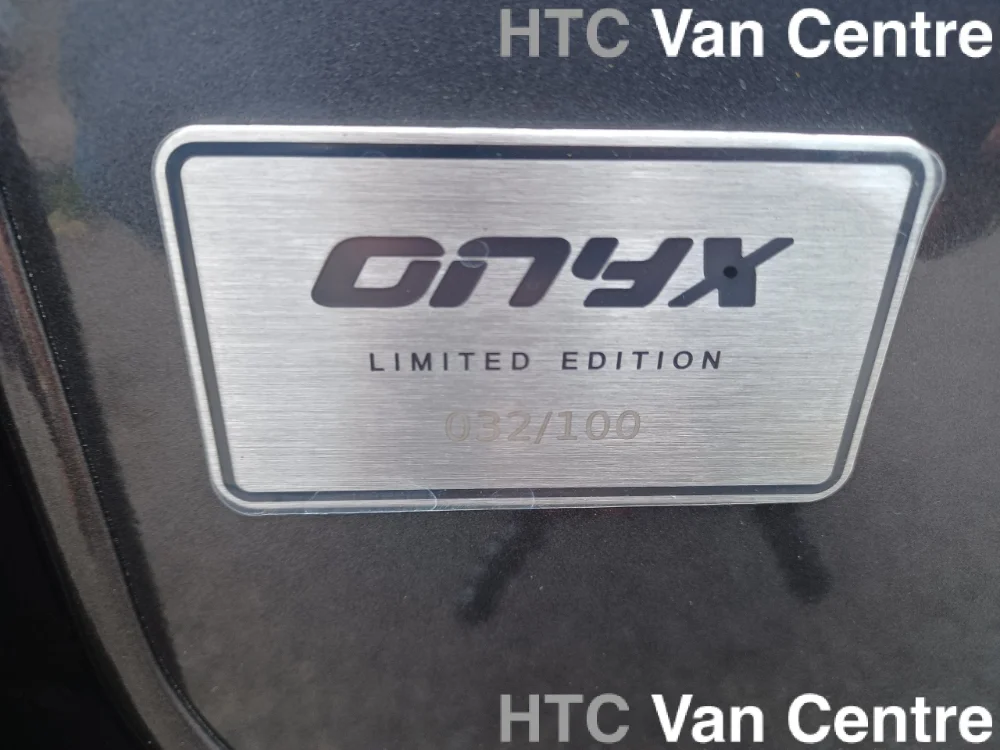 HTC Van Centre
ONYX
LIMITED EDITION
032/100
HTC Van Centre